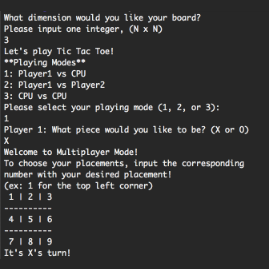 What dimension would you like your board?
Please input one integer, (N x N)
3
Let's play Tic Tac Toe!
**Playing Modes**
1: Player1 vs CPU
2: Player1 vs Player2
3: CPU vs CPU
Please select your playing mode (1, 2, or 3):
1
Player 1: What piece would you like to be? (X or O)
X
Welcome to Multiplayer Mode!
To choose your placements, input the corresponding
number with your desired placement!
(ex: 1 for the top left corner)
1 | 2 | 3
----------
4 | 5 | 6
----------
7 | 8 | 9
It's X's turn!